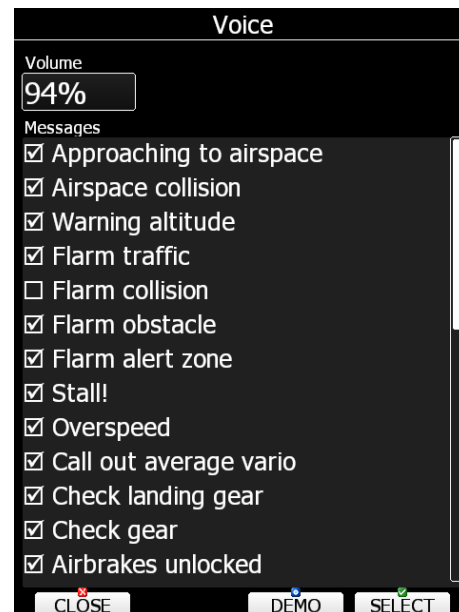 Voice
Volume
94%
Messages
☑ Approaching to airspace
☑ Airspace collision
☑ Warning altitude
☑ Flarm traffic
☐ Flarm collision
☑ Flarm obstacle
☑ Flarm alert zone
☑ Stall!
☑ Overspeed
☑ Call out average vario
☑ Check landing gear
☑ Check gear
☑ Airbrakes unlocked
CLOSE DEMO SELECT